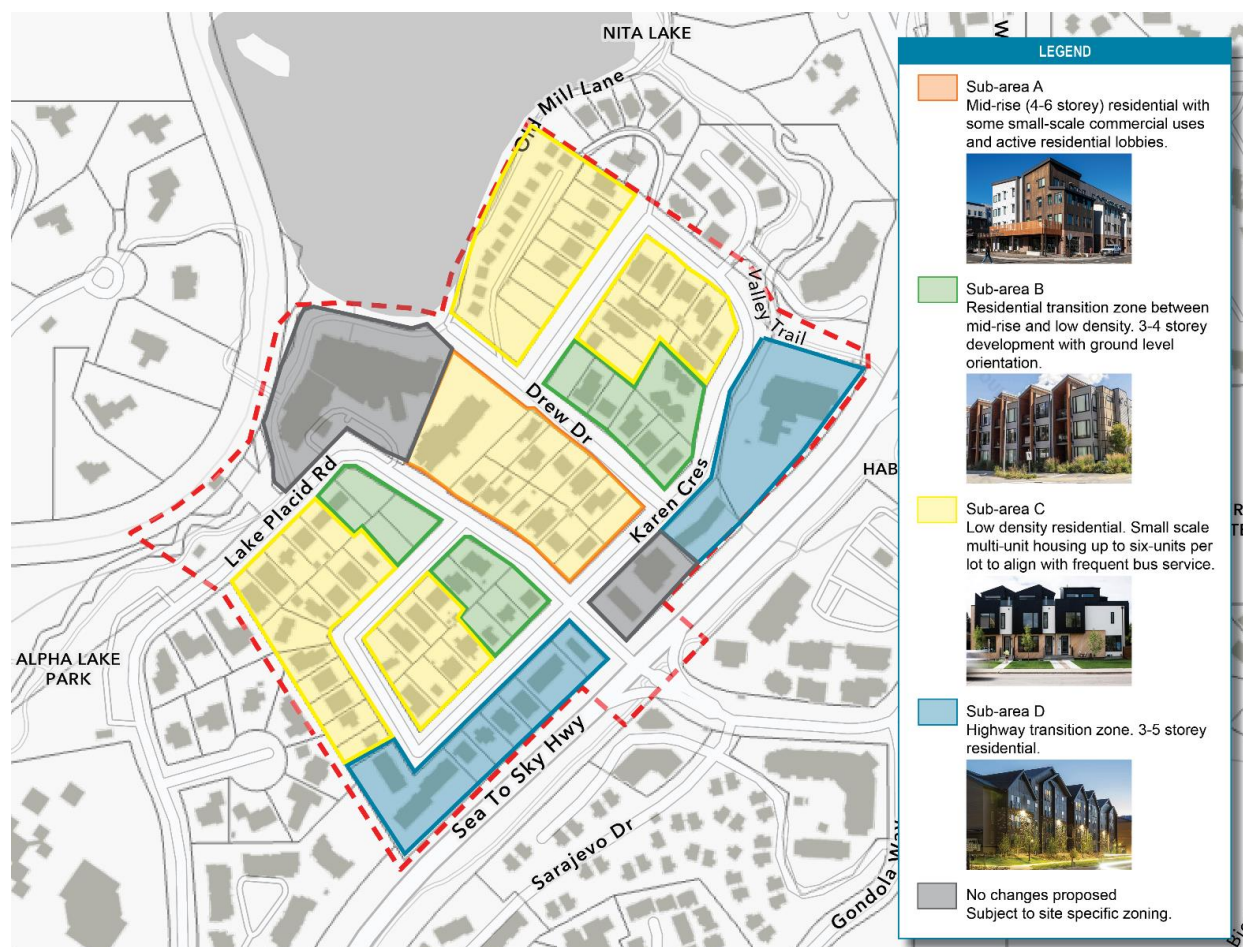 NITA LAKE
Old Mill Lane
Valley Trail
Drew Dr
Karen Cres
Lake Placid Rd
HAB
ALPHA LAKE
PARK
Sea To Sky Hwy
Sarajevo Dr
Gondola Way
W
LEGEND
Sub-area A
Mid-rise (4-6 storey) residential with
some small-scale commercial uses
and active residential lobbies.
Sub-area B
Residential transition zone between
mid-rise and low density. 3-4 storey
development with ground level
orientation.
Sub-area C
Low density residential. Small scale
multi-unit housing up to six-units per
lot to align with frequent bus service.
Sub-area D
Highway transition zone. 3-5 storey
residential.
No changes proposed
Subject to site specific zoning.